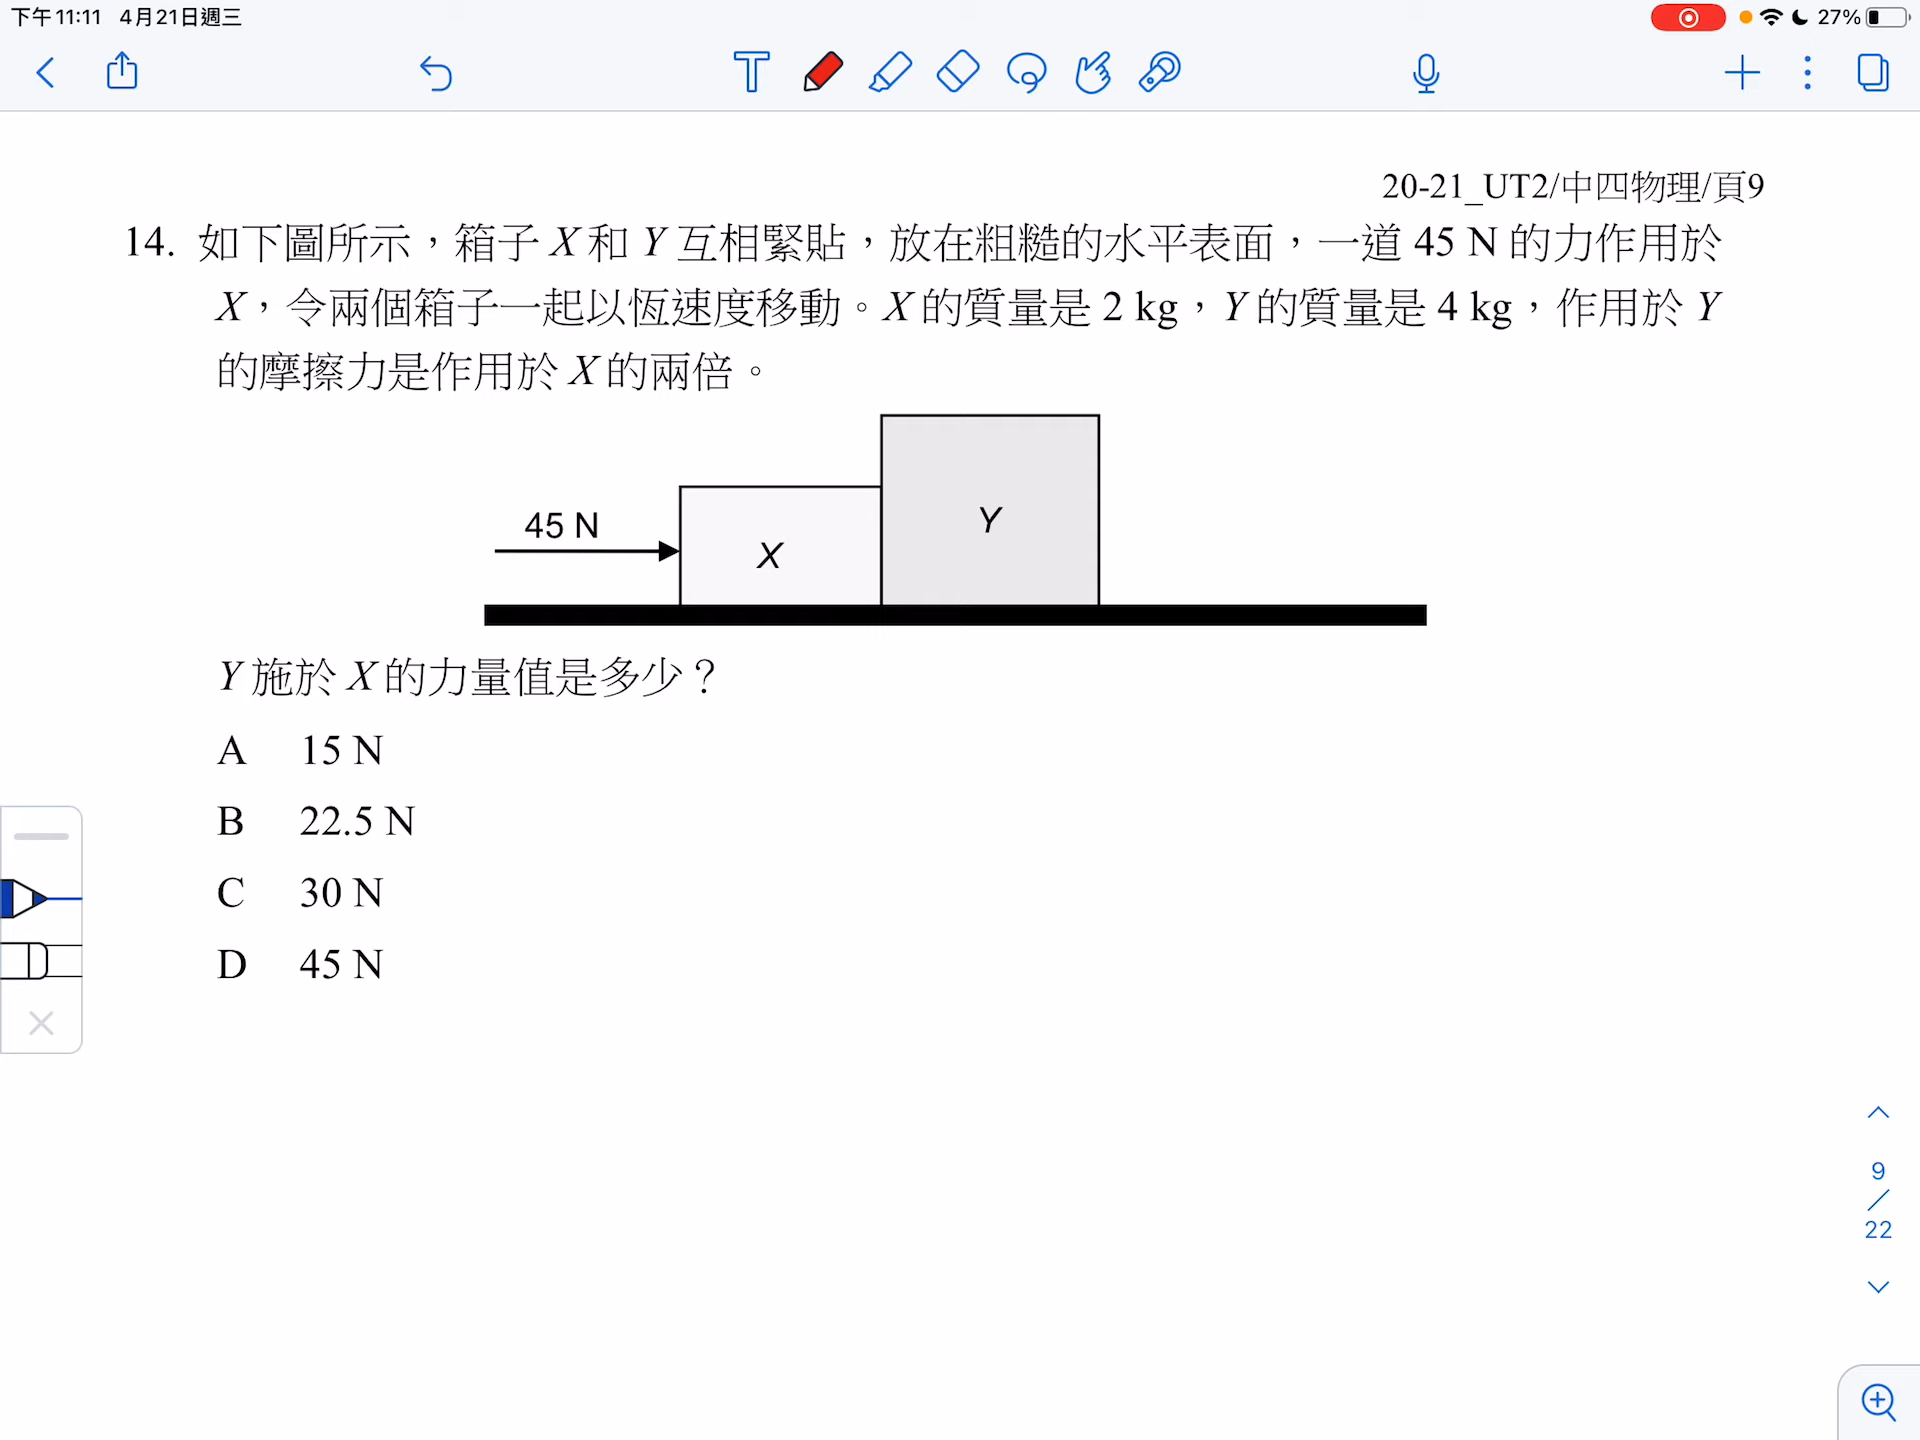 下午11:11 4月21日週三
27%
20-21_UT2/中四物理/頁9
14. 如下圖所示，箱子 X 和 Y 互相緊貼，放在粗糙的水平表面，一道 45 N 的力作用於
X，令兩個箱子一起以恆速度移動。X 的質量是 2 kg，Y 的質量是 4 kg，作用於 Y
的摩擦力是作用於 X 的兩倍。
45 N
X
Y
Y 施於 X 的力量值是多少？
A 15 N
B 22.5 N
C 30 N
D 45 N
9
/
22